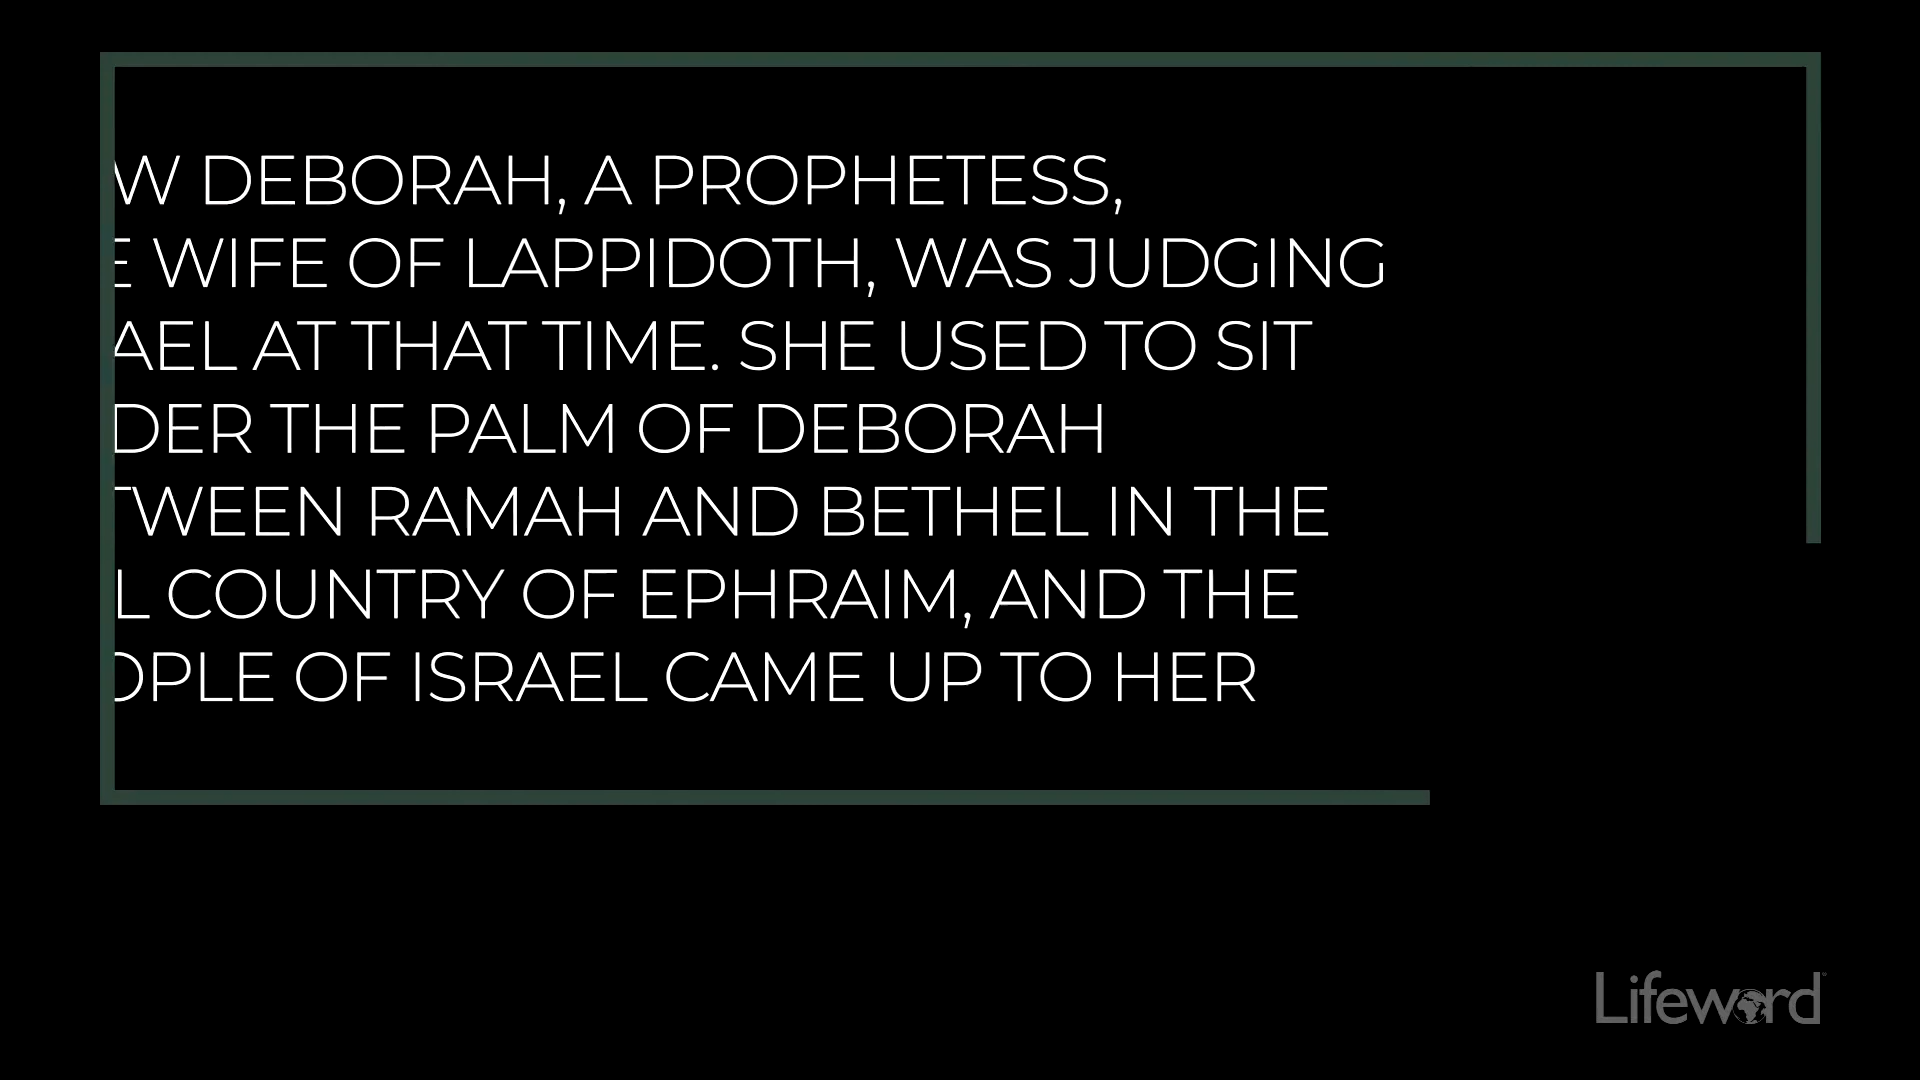 W DEBORAH, A PROPHETESS,
E WIFE OF LAPPIDOTH, WAS JUDGING
AEL AT THAT TIME. SHE USED TO SIT
DER THE PALM OF DEBORAH
TWEEN RAMAH AND BETHEL IN THE
L COUNTRY OF EPHRAIM, AND THE
OPLE OF ISRAEL CAME UP TO HER
Lifeword